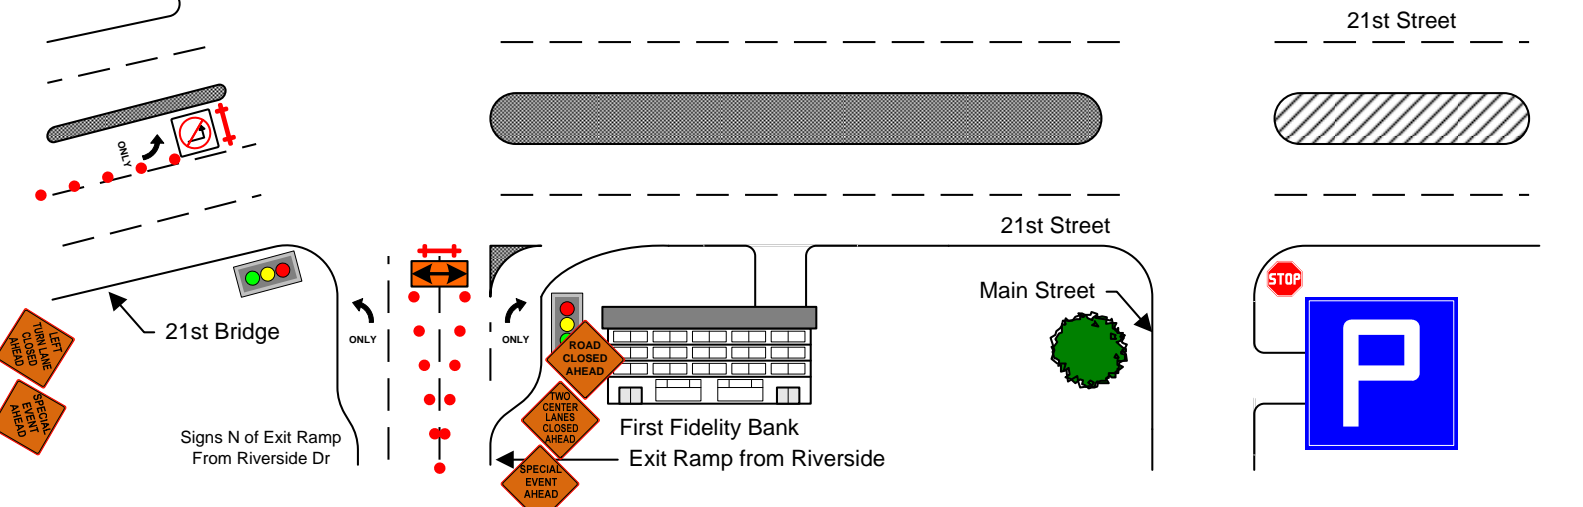 21st Street
ONLY
21st Street
STOP
Main Street
21st Bridge
ONLY
ONLY
LEFT
TURN LANE
CLOSED
AHEAD
SPECIAL
EVENT
AHEAD
ROAD
CLOSED
AHEAD
TWO
CENTER
LANES
CLOSED
AHEAD
SPECIAL
EVENT
AHEAD
First Fidelity Bank
Exit Ramp from Riverside
Signs N of Exit Ramp
From Riverside Dr
P